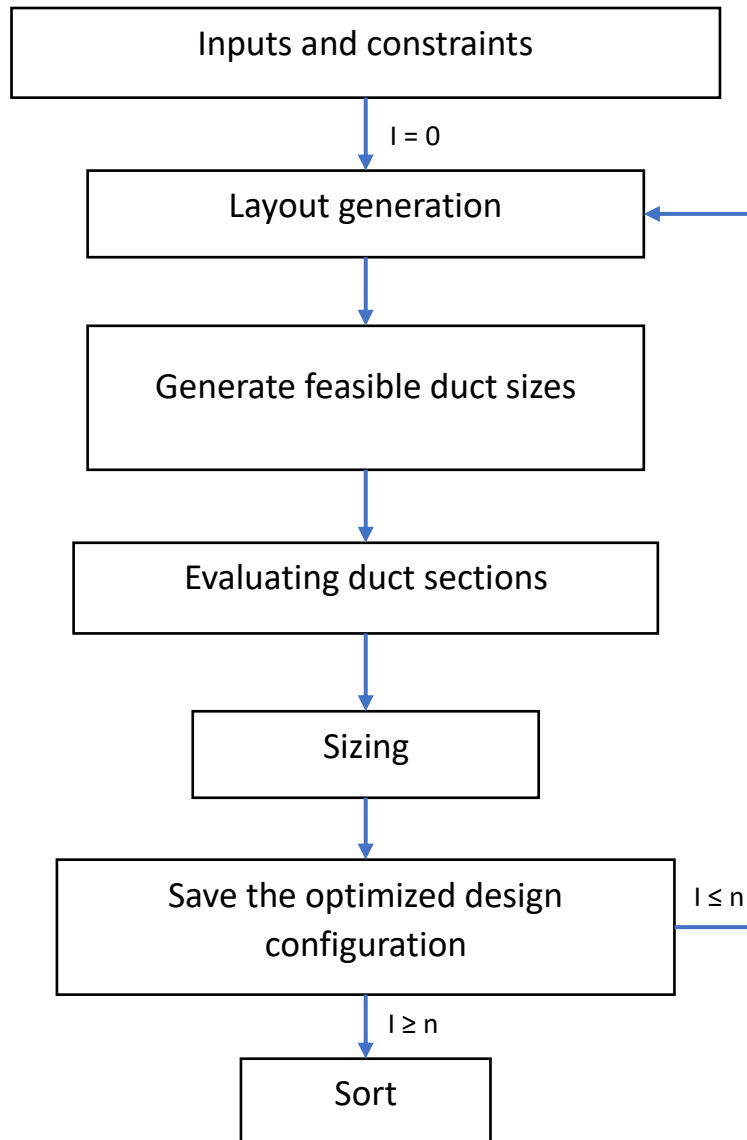 Inputs and constraints
I = 0
Layout generation
Generate feasible duct sizes
Evaluating duct sections
Sizing
Save the optimized design
configuration
I ≤ n
I ≥ n
Sort